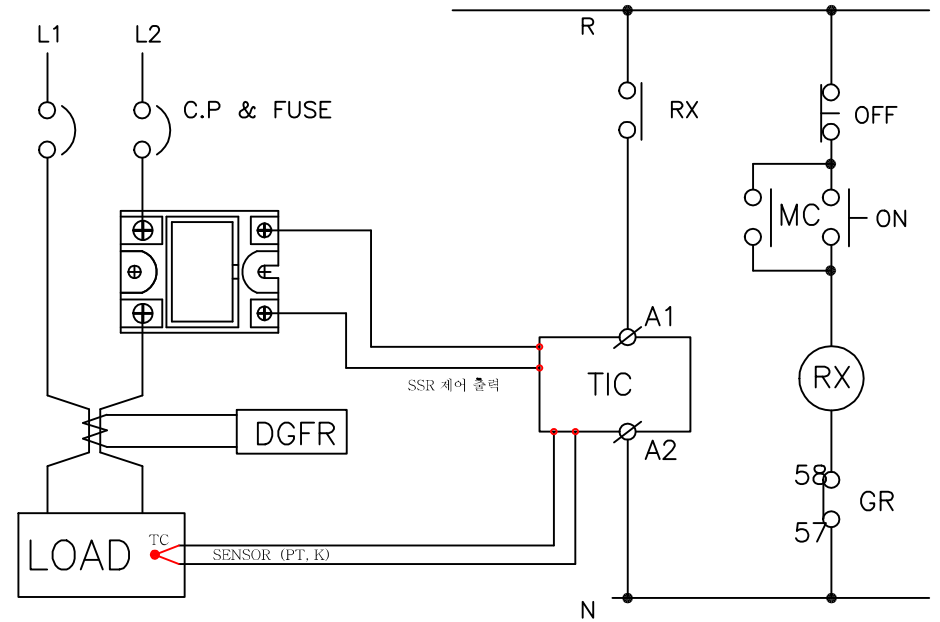 L1
L2
R
C.P & FUSE
RX
OFF
MC
ON
A1
SSR 제어 출력
TIC
RX
DGFR
A2
58
GR
57
LOAD
TC
SENSOR (PT, K)
N